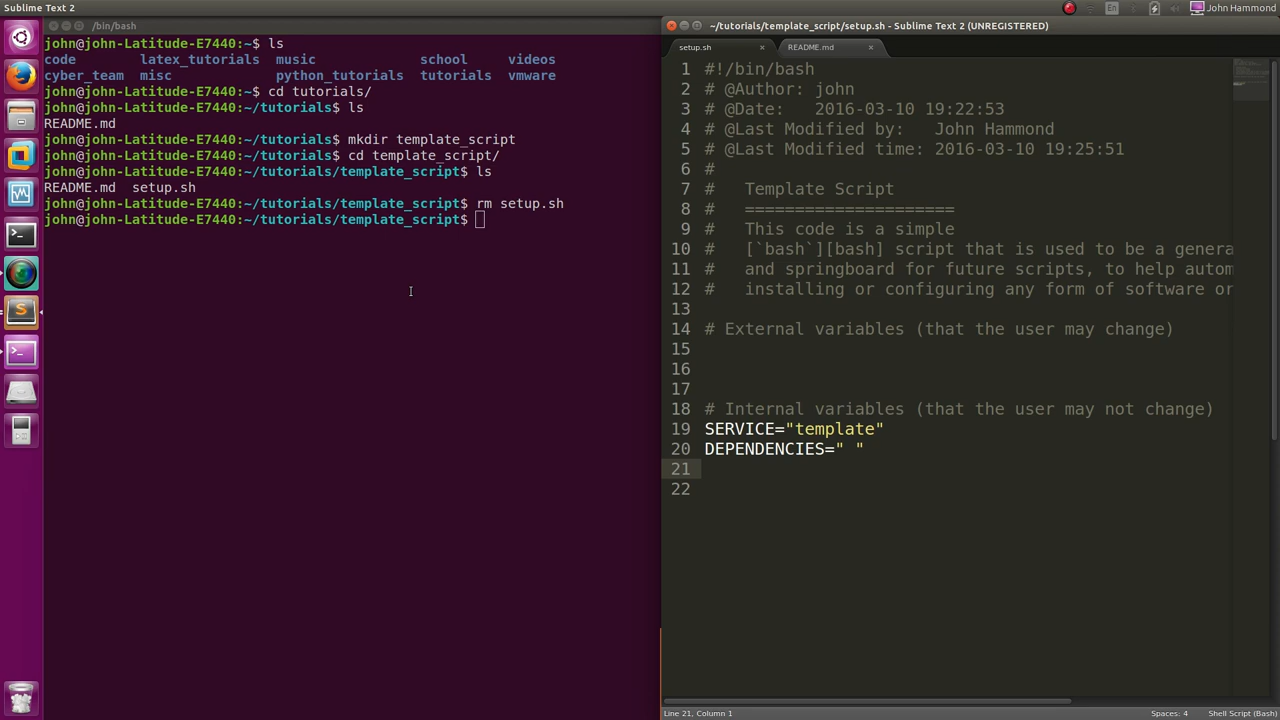 Sublime Text 2
En
John Hammond
/bin/bash
john@john-Latitude-E7440:~$ ls
code        latex_tutorials  music             school     videos
cyber_team  misc             python_tutorials  tutorials  vmware
john@john-Latitude-E7440:~$ cd tutorials/
john@john-Latitude-E7440:~/tutorials$ ls
README.md
john@john-Latitude-E7440:~/tutorials$ mkdir template_script
john@john-Latitude-E7440:~/tutorials$ cd template_script/
john@john-Latitude-E7440:~/tutorials/template_script$ ls
README.md  setup.sh
john@john-Latitude-E7440:~/tutorials/template_script$ rm setup.sh
john@john-Latitude-E7440:~/tutorials/template_script$
~/tutorials/template_script/setup.sh - Sublime Text 2 (UNREGISTERED)
setup.sh
README.md
1 #!/bin/bash
2 # @Author: john
3 # @Date:   2016-03-10 19:22:53
4 # @Last Modified by:   John Hammond
5 # @Last Modified time: 2016-03-10 19:25:51
6 #
7 #   Template Script
8 #   =====================
9 #   This code is a simple
10 #   [`bash`][bash] script that is used to be a genera
11 #   and springboard for future scripts, to help autom
12 #   installing or configuring any form of software or
13
14 # External variables (that the user may change)
15
16
17
18 # Internal variables (that the user may not change)
19 SERVICE="template"
20 DEPENDENCIES=" "
21
22
Line 21, Column 1
Spaces: 4
Shell Script (Bash)